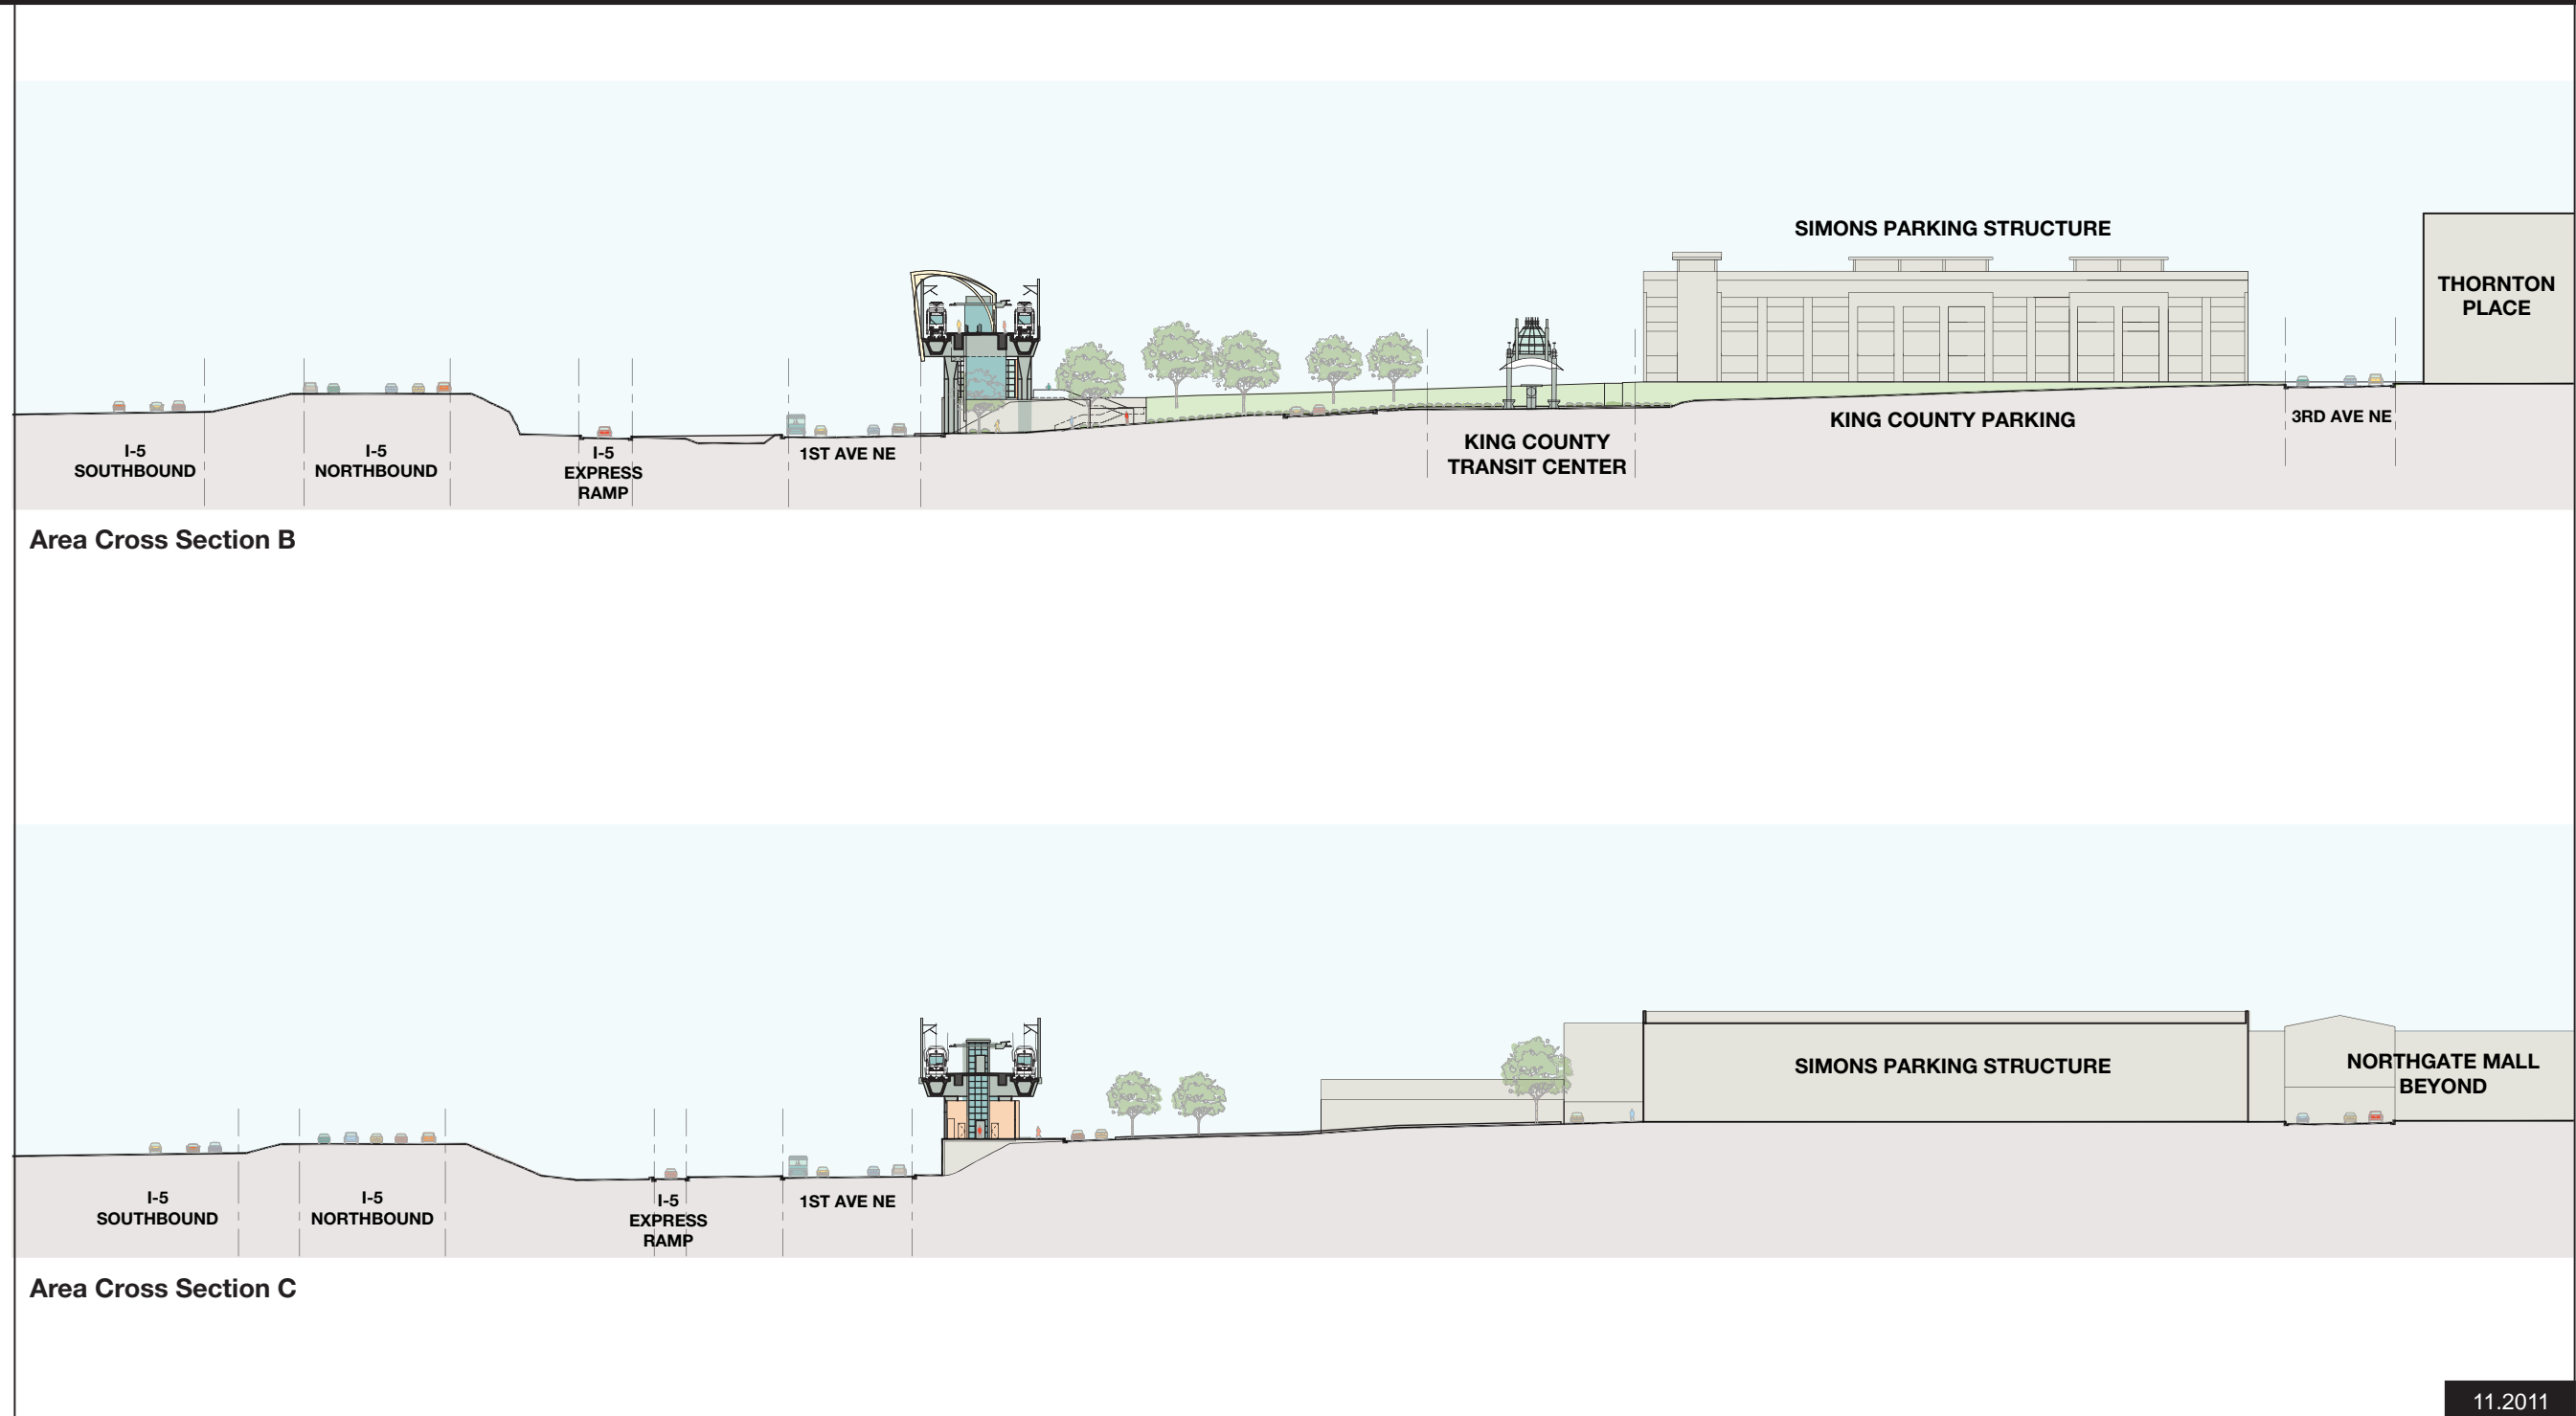 SIMONS PARKING STRUCTURE
THORNTON
PLACE
I-5
SOUTHBOUND
I-5
NORTHBOUND
I-5
EXPRESS
RAMP
1ST AVE NE
KING COUNTY
TRANSIT CENTER
KING COUNTY PARKING
3RD AVE NE
Area Cross Section B
SIMONS PARKING STRUCTURE
NORTHGATE MALL
BEYOND
I-5
SOUTHBOUND
I-5
NORTHBOUND
I-5
EXPRESS
RAMP
1ST AVE NE
Area Cross Section C
11.2011